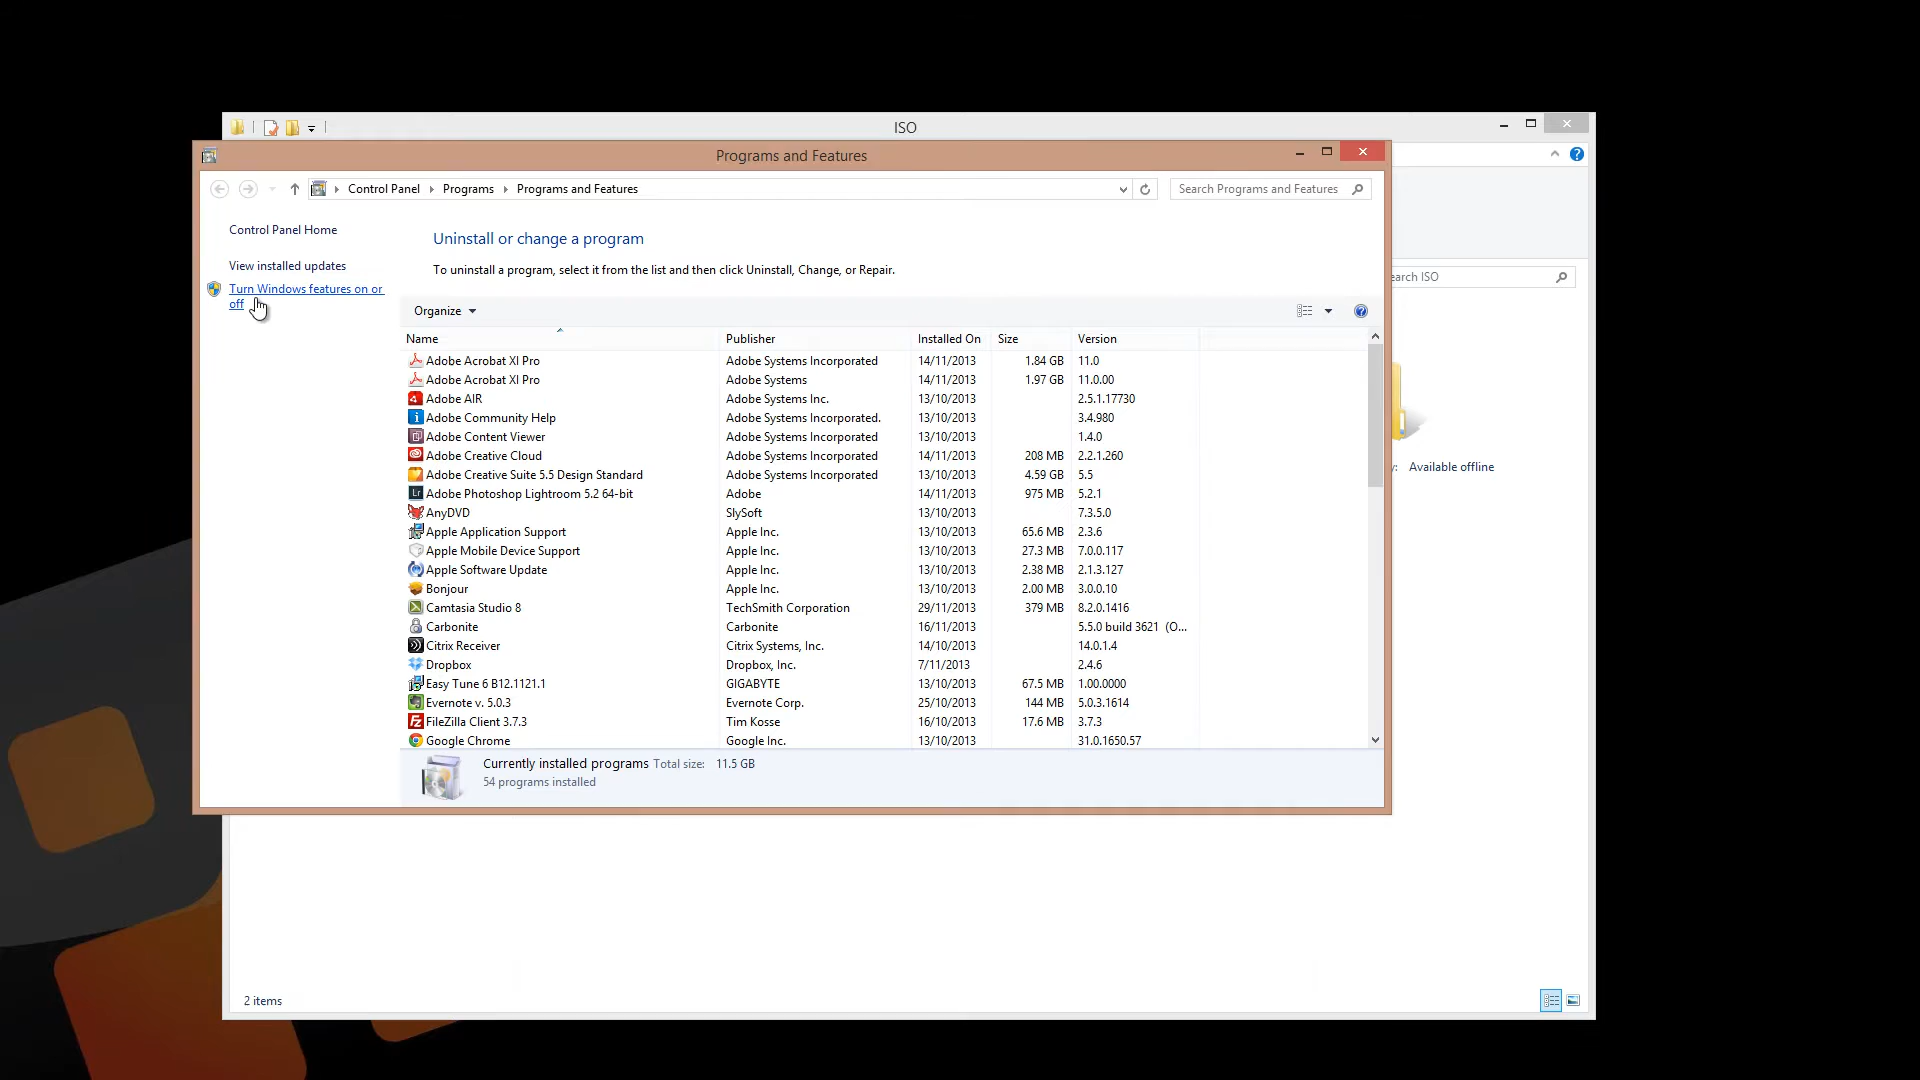 ISO
Programs and Features
Control Panel Programs Programs and Features
Search Programs and Features
Control Panel Home
View installed updates
Turn Windows features on or
off
Uninstall or change a program
To uninstall a program, select it from the list and then click Uninstall, Change, or Repair.
earch ISO
Organize
Name Publisher Installed On Size Version
Adobe Acrobat XI Pro Adobe Systems Incorporated 14/11/2013 1.84 GB 11.0
Adobe Acrobat XI Pro Adobe Systems 14/11/2013 1.97 GB 11.0.00
Adobe AIR Adobe Systems Inc. 13/10/2013 2.5.1.17730
Adobe Community Help Adobe Systems Incorporated. 13/10/2013 3.4.980
Adobe Content Viewer Adobe Systems Incorporated 13/10/2013 1.4.0
Adobe Creative Cloud Adobe Systems Incorporated 14/11/2013 208 MB 2.2.1.260
Adobe Creative Suite 5.5 Design Standard Adobe Systems Incorporated 13/10/2013 4.59 GB 5.5
y: Available offline
Adobe Photoshop Lightroom 5.2 64-bit Adobe 14/11/2013 975 MB 5.2.1
AnyDVD SlySoft 13/10/2013 7.3.5.0
Apple Application Support Apple Inc. 13/10/2013 65.6 MB 2.3.6
Apple Mobile Device Support Apple Inc. 13/10/2013 27.3 MB 7.0.0.117
Apple Software Update Apple Inc. 13/10/2013 2.38 MB 2.1.3.127
Bonjour Apple Inc. 13/10/2013 2.00 MB 3.0.0.10
Camtasia Studio 8 TechSmith Corporation 29/11/2013 379 MB 8.2.0.1416
Carbonite Carbonite 16/11/2013 5.5.0 build 3621 (O...
Citrix Receiver Citrix Systems, Inc. 14/10/2013 14.0.1.4
Dropbox Dropbox, Inc. 7/11/2013 2.4.6
Easy Tune 6 B12.1121.1 GIGABYTE 13/10/2013 67.5 MB 1.00.0000
Evernote v. 5.0.3 Evernote Corp. 25/10/2013 144 MB 5.0.3.1614
FileZilla Client 3.7.3 Tim Kosse 16/10/2013 17.6 MB 3.7.3
Google Chrome Google Inc. 13/10/2013 31.0.1650.57
Currently installed programs Total size: 11.5 GB
54 programs installed
2 items